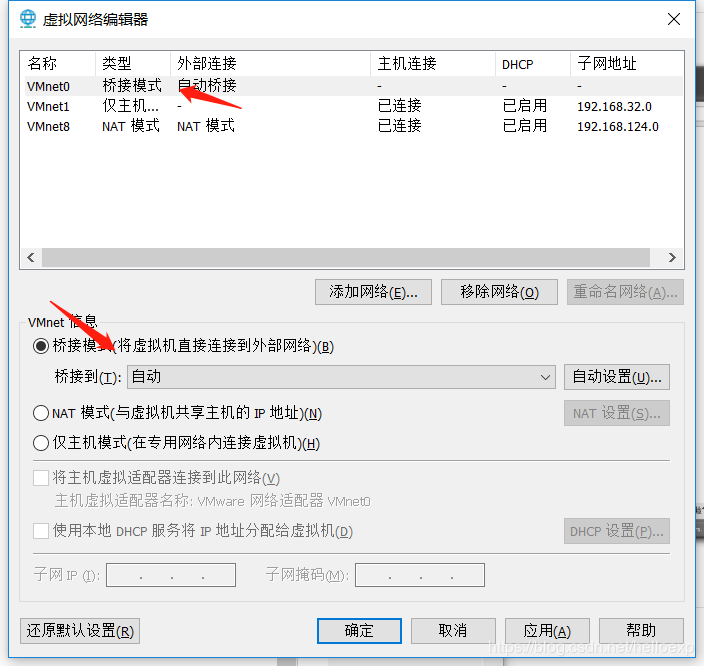 虚拟网络编辑器
名称 类型 外部连接 主机连接 DHCP 子网地址
VMnet0 桥接模式 自动桥接 - - -
VMnet1 仅主机... - 已连接 已启用 192.168.32.0
VMnet8 NAT 模式 NAT 模式 已连接 已启用 192.168.124.0
添加网络(E)... 移除网络(O) 重命名网络(A)...
VMnet 信息
桥接模式(将虚拟机直接连接到外部网络)(B)
桥接到(T): 自动 自动设置(U)...
NAT 模式(与虚拟机共享主机的 IP 地址)(N) NAT 设置(S)...
仅主机模式(在专用网络内连接虚拟机)(H)
将主机虚拟适配器连接到此网络(V)
主机虚拟适配器名称: VMware 网络适配器 VMnet0
使用本地 DHCP 服务将 IP 地址分配给虚拟机(D) DHCP 设置(P)...
子网 IP (I): . . . 子网掩码(M): . . .
还原默认设置(R) 确定 取消 应用(A) 帮助
https://blog.csdn.net/helloexp